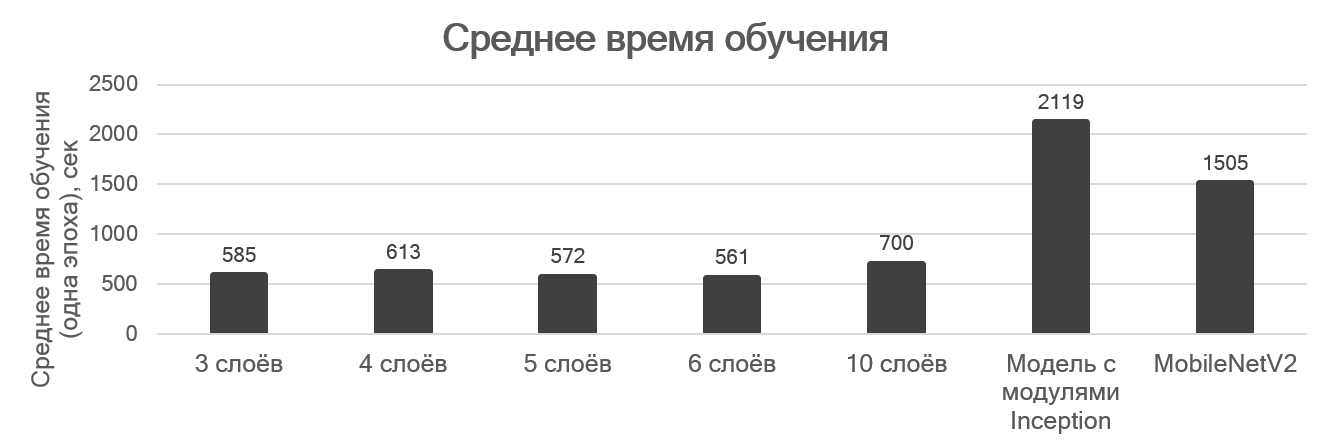 Среднее время обучения
Среднее время обучения
(одна эпоха), сек
2500
2000
1500
1000
500
0
585
613
572
561
700
2119
1505
3 слоёв
4 слоёв
5 слоёв
6 слоёв
10 слоёв
Модель с
модулями
Inception
MobileNetV2